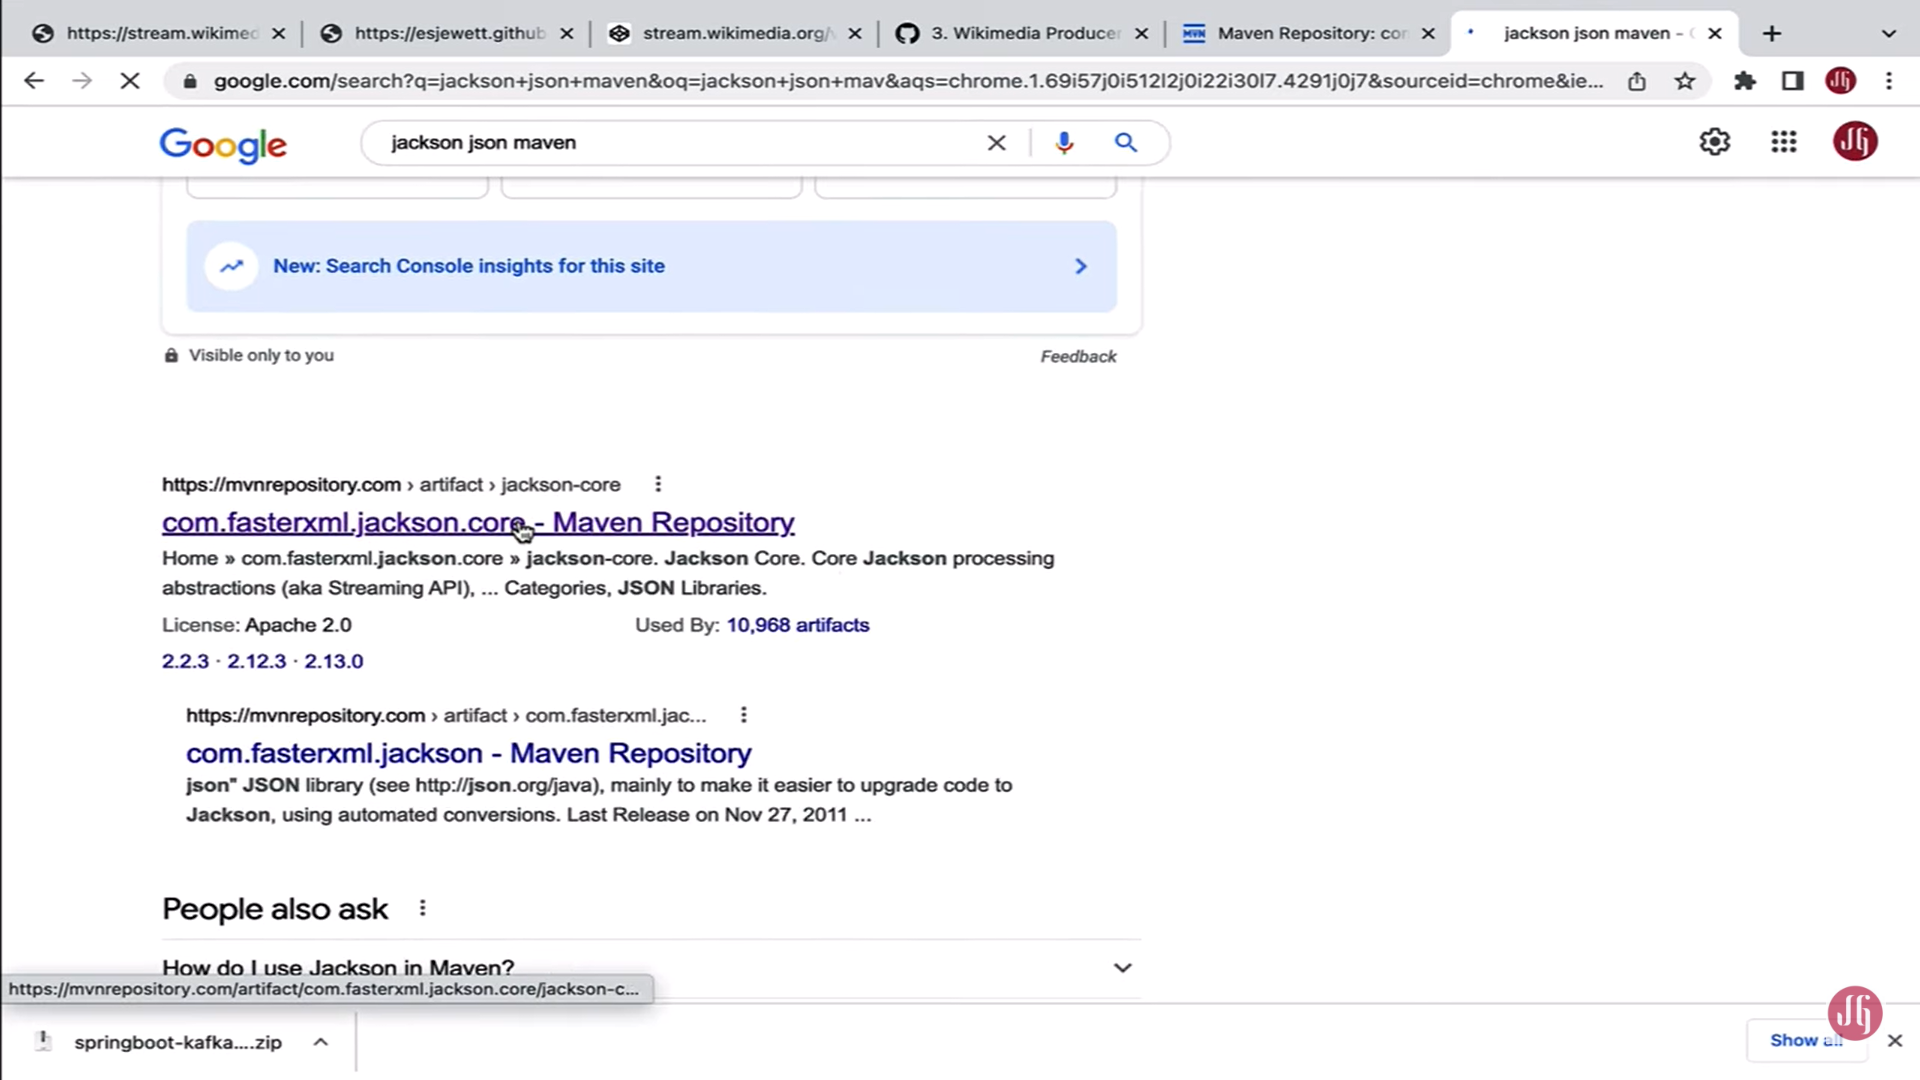 https://stream.wikimed
https://esjewett.github
stream.wikimedia.org/
3. Wikimedia Producer
Maven Repository: co
jackson json maven -
google.com/search?q=jackson+json+maven&oq=jackson+json+mav&aqs=chrome.1.69i57j0i512l2j0i22i30l7.4291j0j7&sourceid=chrome&ie...
Google
jackson json maven
New: Search Console insights for this site
Visible only to you
Feedback
https://mvnrepository.com › artifact › jackson-core
com.fasterxml.jackson.core - Maven Repository
Home » com.fasterxml.jackson.core » jackson-core. Jackson Core. Core Jackson processing
abstractions (aka Streaming API), ... Categories, JSON Libraries.
License: Apache 2.0
Used By: 10,968 artifacts
2.2.3 · 2.12.3 · 2.13.0
https://mvnrepository.com › artifact › com.fasterxml.jac...
com.fasterxml.jackson - Maven Repository
json" JSON library (see http://json.org/java), mainly to make it easier to upgrade code to
Jackson, using automated conversions. Last Release on Nov 27, 2011 ...
People also ask
How do I use Jackson in Maven?
https://mvnrepository.com/artifact/com.fasterxml.jackson.core/jackson-c...
springboot-kafka....zip
Show all